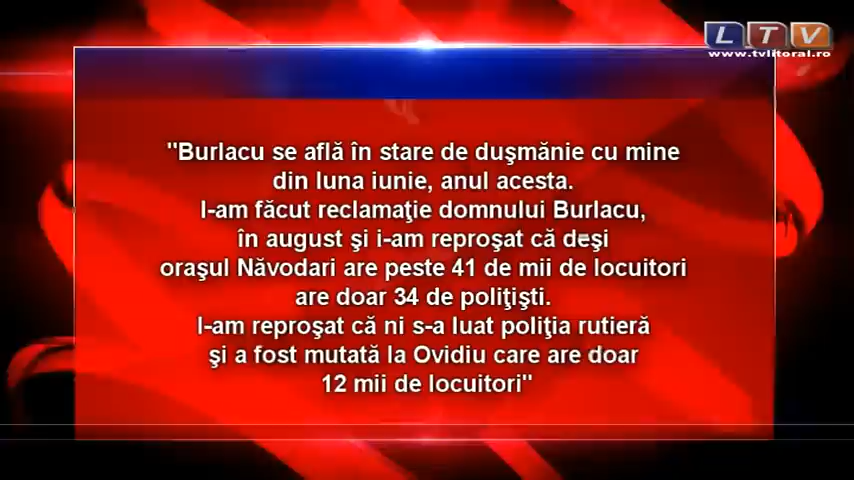 LTV
www.tvlitoral.ro
"Burlacu se află în stare de duşmănie cu mine
din luna iunie, anul acesta.
I-am făcut reclamaţie domnului Burlacu,
în august şi i-am reproşat că deşi
oraşul Năvodari are peste 41 de mii de locuitori
are doar 34 de poliţişti.
I-am reproşat că ni s-a luat poliţia rutieră
şi a fost mutată la Ovidiu care are doar
12 mii de locuitori"